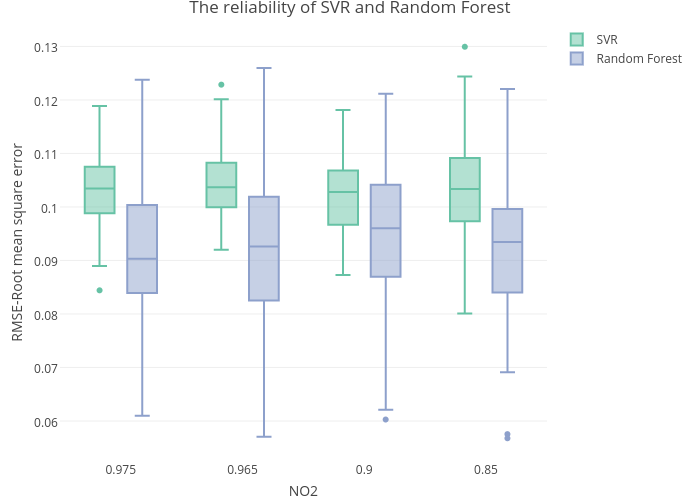 The reliability of SVR and Random Forest
SVR
Random Forest
RMSE-Root mean square error
0.13
0.12
0.11
0.1
0.09
0.08
0.07
0.06
0.975
0.965
0.9
0.85
NO2